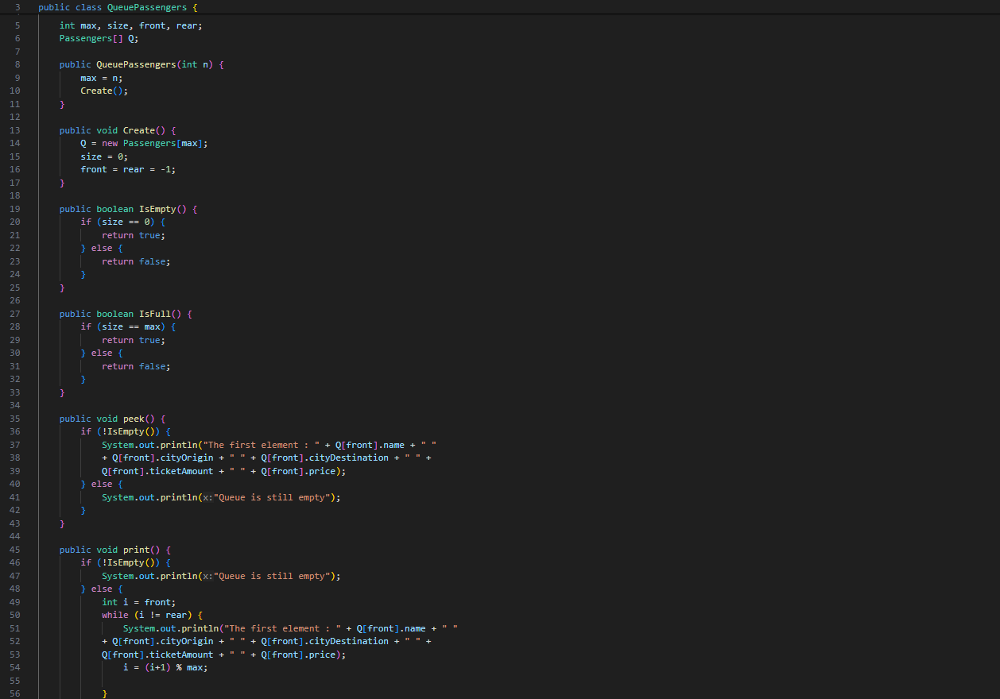 3 public class QueuePassengers {
5 int max, size, front, rear;
6 Passengers[] Q;
7
8 public QueuePassengers(int n) {
9 max = n;
10 Create();
11 }
12
13 public void Create() {
14 Q = new Passengers[max];
15 size = 0;
16 front = rear = -1;
17 }
18
19 public boolean IsEmpty() {
20 if (size == 0) {
21 return true;
22 } else {
23 return false;
24 }
25 }
26
27 public boolean IsFull() {
28 if (size == max) {
29 return true;
30 } else {
31 return false;
32 }
33 }
34
35 public void peek() {
36 if (!IsEmpty()) {
37 System.out.println("The first element : " + Q[front].name + " "
38 + Q[front].cityOrigin + " " + Q[front].cityDestination + " " +
39 Q[front].ticketAmount + " " + Q[front].price);
40 } else {
41 System.out.println(x:"Queue is still empty");
42 }
43 }
44
45 public void print() {
46 if (!IsEmpty()) {
47 System.out.println(x:"Queue is still empty");
48 } else {
49 int i = front;
50 while (i != rear) {
51 System.out.println("The first element : " + Q[front].name + " "
52 + Q[front].cityOrigin + " " + Q[front].cityDestination + " " +
53 Q[front].ticketAmount + " " + Q[front].price);
54 i = (i+1) % max;
55
56 }